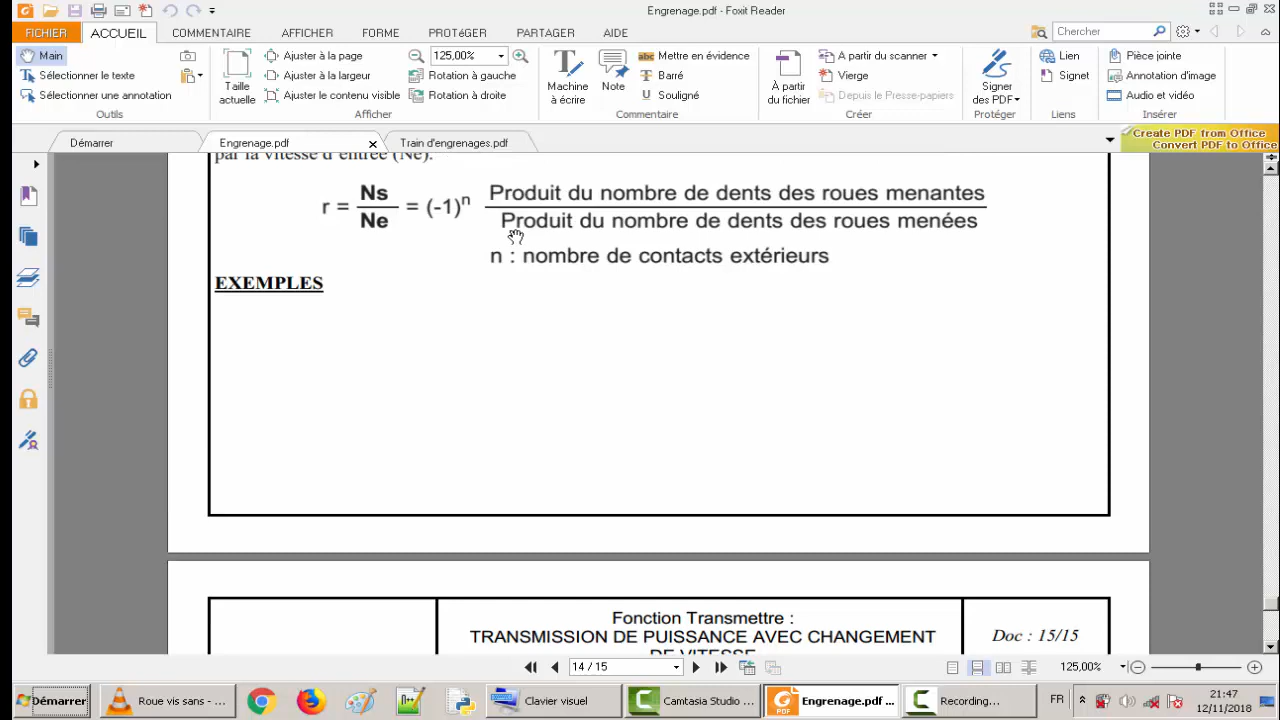 Engrenage.pdf - Foxit Reader
FICHIER ACCUEIL COMMENTAIRE AFFICHER FORME PROTÉGER PARTAGER AIDE Chercher
Main
Sélectionner le texte
Sélectionner une annotation
Outils
Taille actuelle
Ajuster à la page
Ajuster à la largeur
Ajuster le contenu visible
125,00%
Rotation à gauche
Rotation à droite
Afficher
Machine à écrire
Note
Mettre en évidence
Barré
Souligné
Commentaire
A partir du fichier
A partir du scanner
Vierge
Depuis le Presse-papiers
Créer
Signer des PDF
Protéger
Lien
Signet
Liens
Pièce jointe
Annotation d'image
Audio et vidéo
Insérer
Démarrer Engrenage.pdf Train d'engrenages.pdf
Create PDF from Office
Convert PDF to Office
par la vitesse d'entrée (Ne).
r = Ns / Ne = (-1)n Produit du nombre de dents des roues menantes
Produit du nombre de dents des roues menées
n : nombre de contacts extérieurs
EXEMPLES
Fonction Transmettre :
TRANSMISSION DE PUISSANCE AVEC CHANGEMENT
DE VITESSE
Doc : 15/15
14 / 15 125,00%
Démarrer Roue vis sans - ... Clavier visuel Camtasia Studio ... Engrenage.pdf ... Recording... FR 21:47
12/11/2018